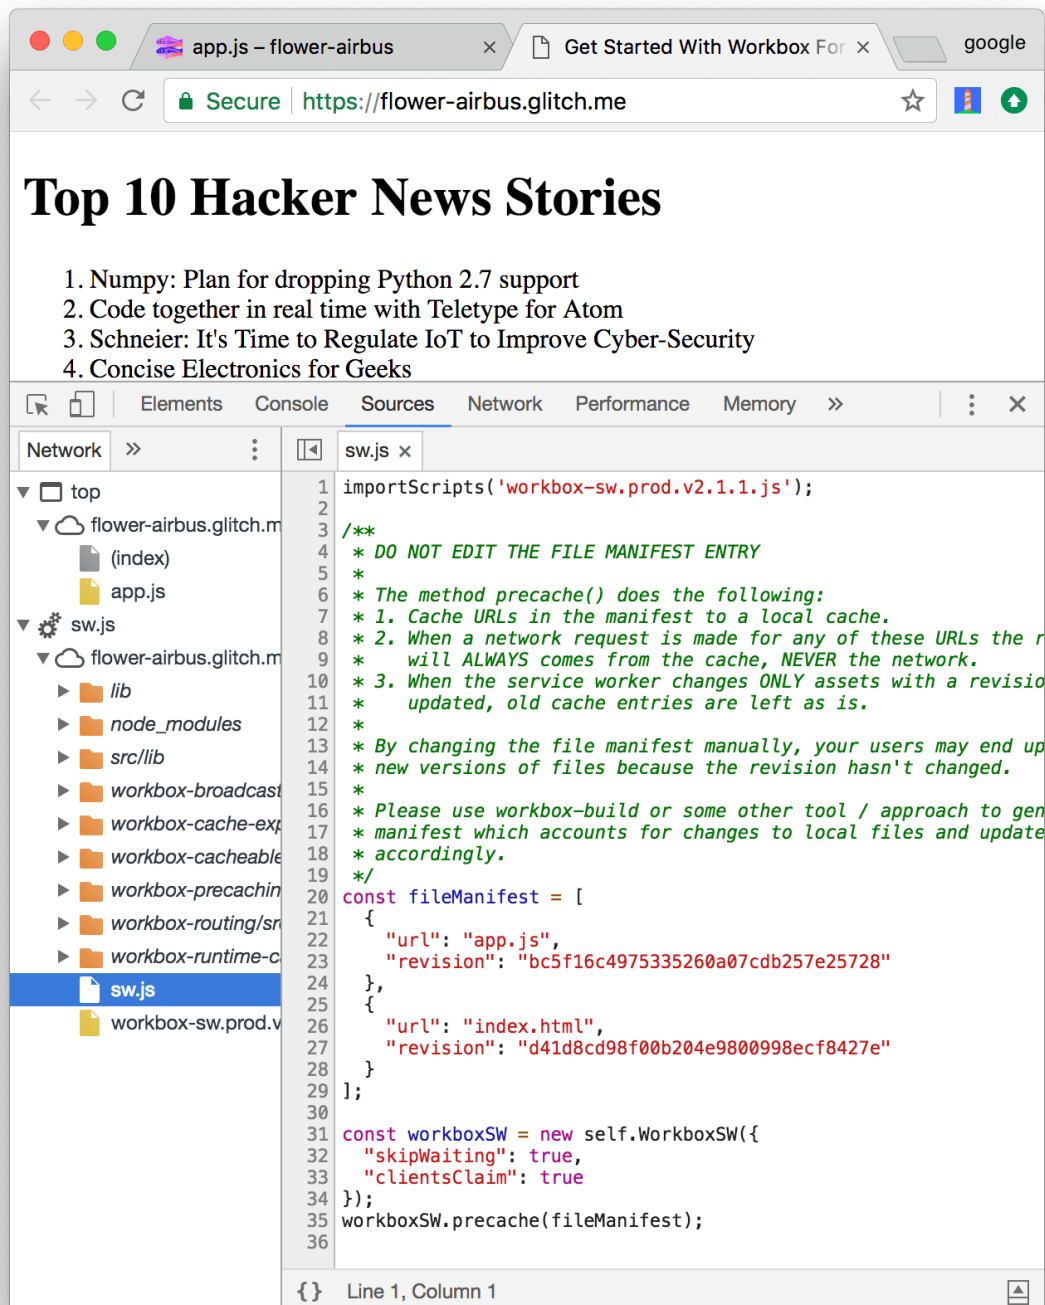 app.js – flower-airbus
Get Started With Workbox For
google
Secure
https://flower-airbus.glitch.me
Top 10 Hacker News Stories
1. Numpy: Plan for dropping Python 2.7 support
2. Code together in real time with Teletype for Atom
3. Schneier: It's Time to Regulate IoT to Improve Cyber-Security
4. Concise Electronics for Geeks
Elements Console Sources Network Performance Memory »
Network »
top
flower-airbus.glitch.m
(index)
app.js
sw.js
flower-airbus.glitch.m
lib
node_modules
src/lib
workbox-broadcast
workbox-cache-exp
workbox-cacheable
workbox-precachin
workbox-routing/sr
workbox-runtime-c
sw.js
workbox-sw.prod.v
sw.js ×
1 importScripts('workbox-sw.prod.v2.1.1.js');
2
3 /**
4  * DO NOT EDIT THE FILE MANIFEST ENTRY
5  *
6  * The method precache() does the following:
7  * 1. Cache URLs in the manifest to a local cache.
8  * 2. When a network request is made for any of these URLs the r
9  *    will ALWAYS comes from the cache, NEVER the network.
10  * 3. When the service worker changes ONLY assets with a revisio
11  *    updated, old cache entries are left as is.
12  *
13  * By changing the file manifest manually, your users may end up
14  * new versions of files because the revision hasn't changed.
15  *
16  * Please use workbox-build or some other tool / approach to gen
17  * manifest which accounts for changes to local files and update
18  * accordingly.
19  */
20 const fileManifest = [
21   {
22     "url": "app.js",
23     "revision": "bc5f16c4975335260a07cdb257e25728"
24   },
25   {
26     "url": "index.html",
27     "revision": "d41d8cd98f00b204e9800998ecf8427e"
28   }
29 ];
30
31 const workboxSW = new self.WorkboxSW({
32   "skipWaiting": true,
33   "clientsClaim": true
34 });
35 workboxSW.precache(fileManifest);
36
{} Line 1, Column 1